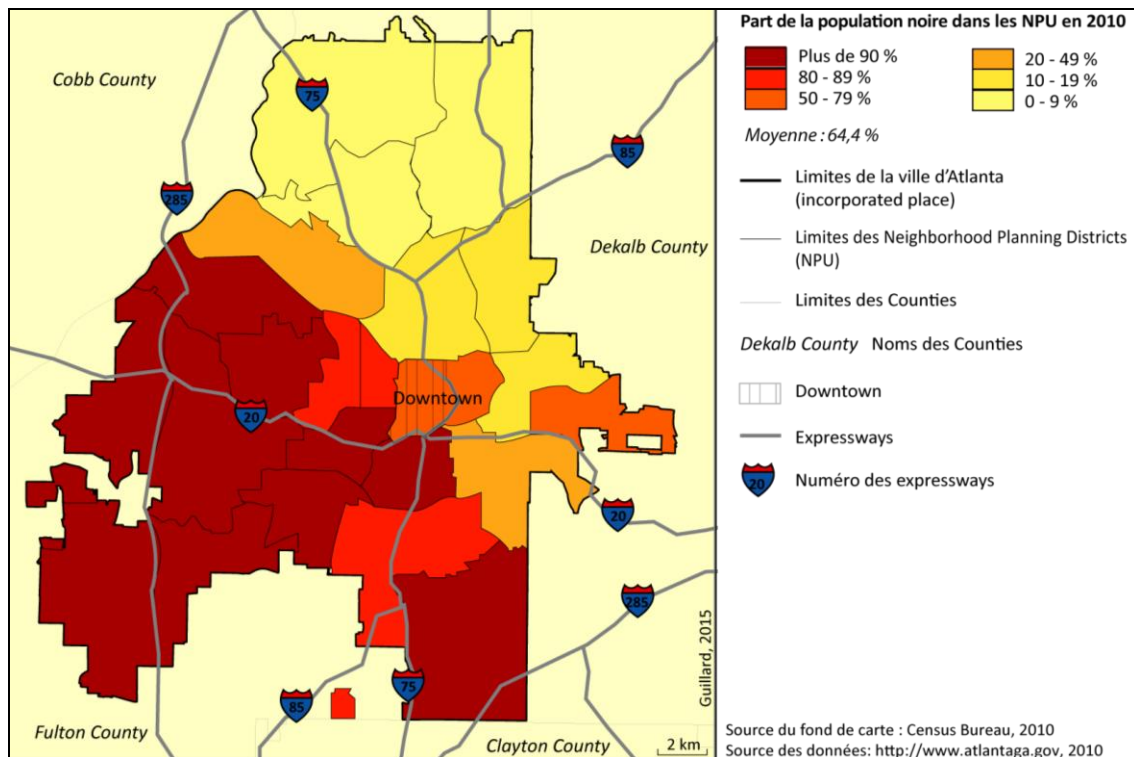 Cobb County
75
85
285
Dekalb County
Downtown
20
20
285
85
75
Fulton County
Clayton County
2 km
Guillard, 2015
Part de la population noire dans les NPU en 2010
Plus de 90 %
80 - 89 %
50 - 79 %
20 - 49 %
10 - 19 %
0 - 9 %
Moyenne : 64,4 %
Limites de la ville d'Atlanta
(incorporated place)
Limites des Neighborhood Planning Districts
(NPU)
Limites des Counties
Dekalb County Noms des Counties
Downtown
Expressways
20 Numéro des expressways
Source du fond de carte : Census Bureau, 2010
Source des données: http://www.atlantaga.gov, 2010